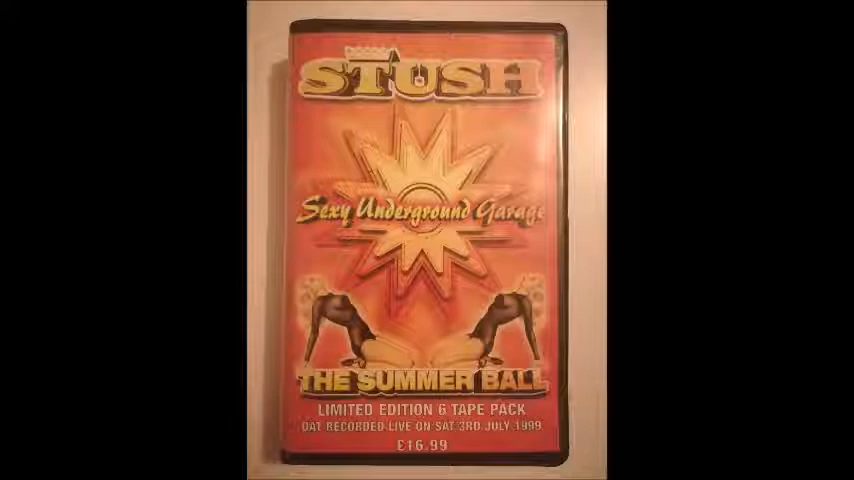 STUSH
Sexy Underground Garage
THE SUMMER BALL
LIMITED EDITION 6 TAPE PACK
DAT RECORDED LIVE ON SAT 3RD JULY 1999
£16.99